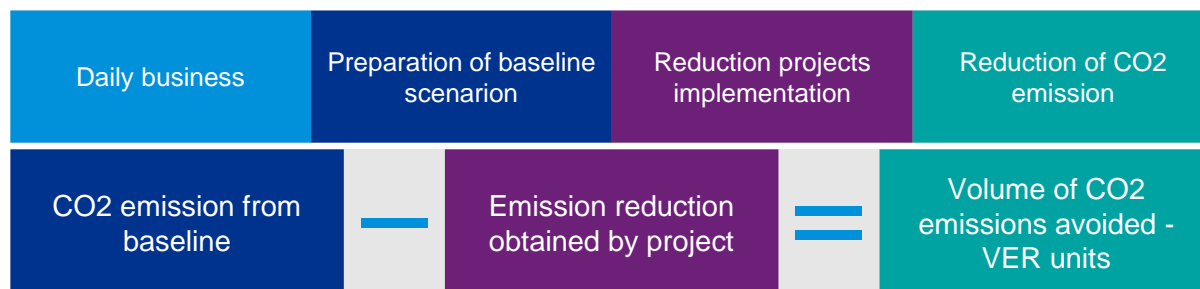 Daily business
Preparation of baseline
scenarion
Reduction projects
implementation
Reduction of CO2
emission
CO2 emission from
baseline
Emission reduction
obtained by project
Volume of CO2
emissions avoided -
VER units